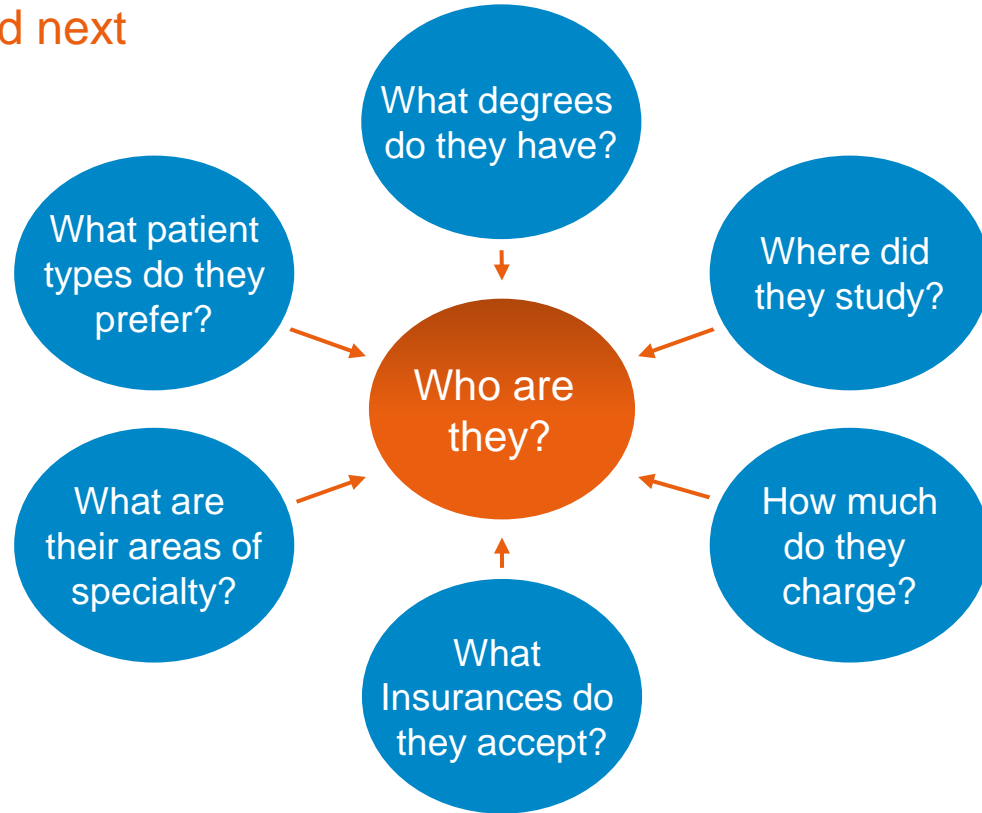 d next
What degrees
do they have?
What patient
types do they
prefer?
Where did
they study?
Who are
they?
What are
their areas of
specialty?
How much
do they
charge?
What
Insurances do
they accept?